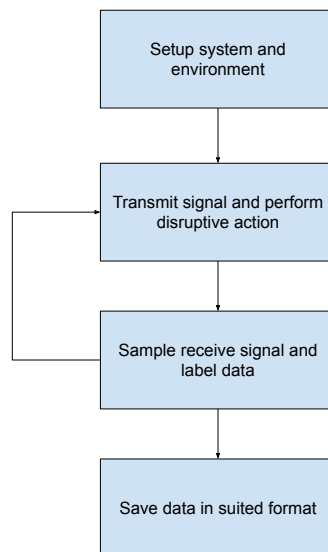 Setup system and
environment
Transmit signal and perform
disruptive action
Sample receive signal and
label data
Save data in suited format